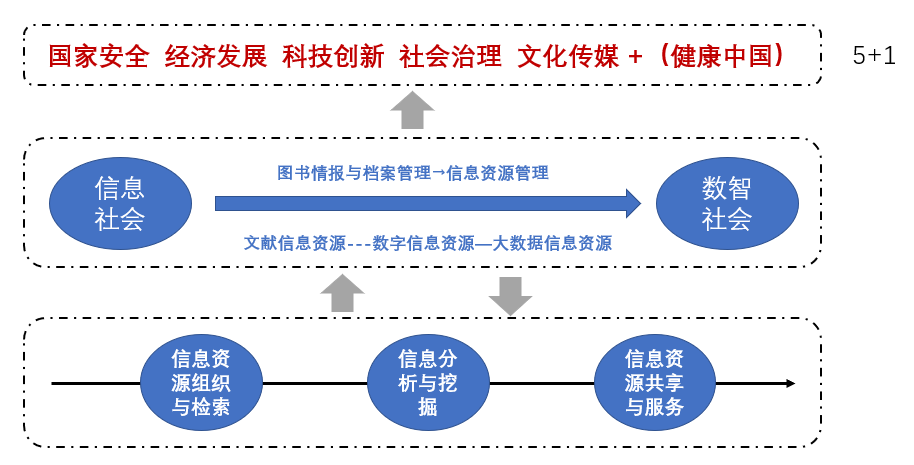 国家安全 经济发展 科技创新 社会治理 文化传媒 +（健康中国）
5+1
信息
社会
图书情报与档案管理→信息资源管理
文献信息资源---数字信息资源—大数据信息资源
数智
社会
信息资
源组织
与检索
信息分
析与挖
掘
信息资
源共享
与服务